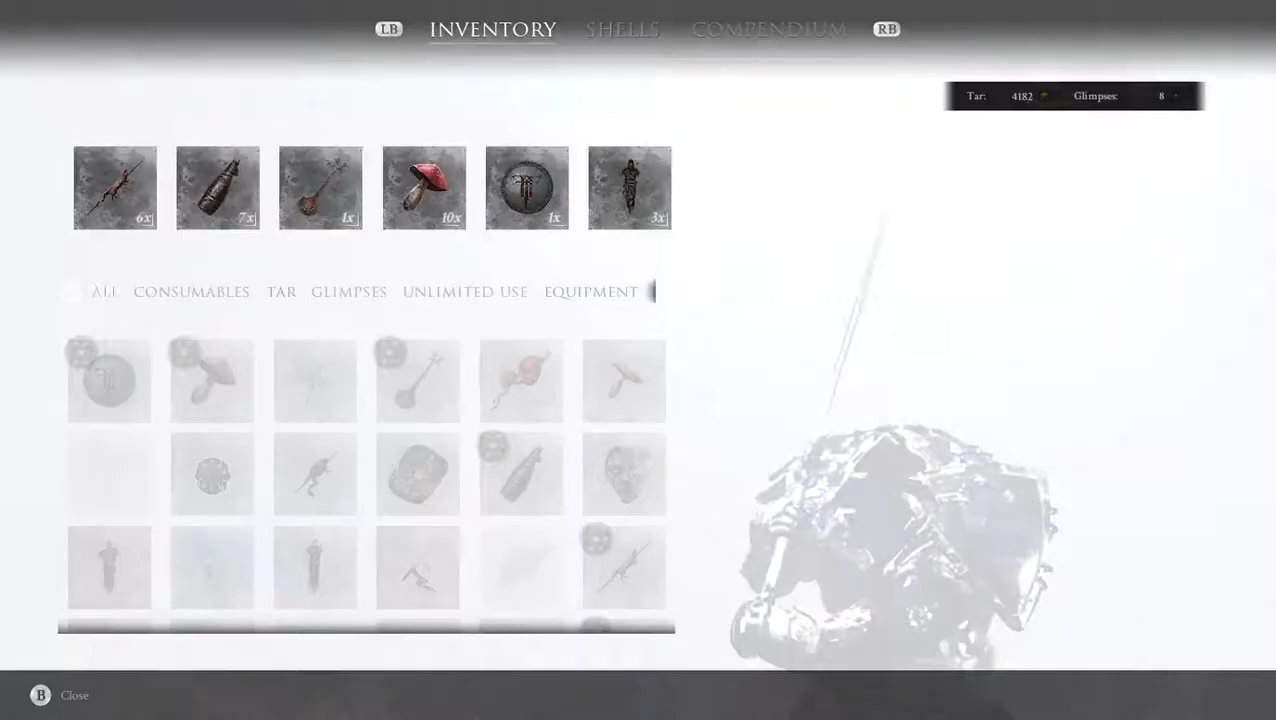 LB INVENTORY SHELLS COMPENDIUM RB
Tar: 4182 Glimpses: 8
6x 7x 1x 10x 1x 3x
ALL CONSUMABLES TAR GLIMPSES UNLIMITED USE EQUIPMENT
B Close